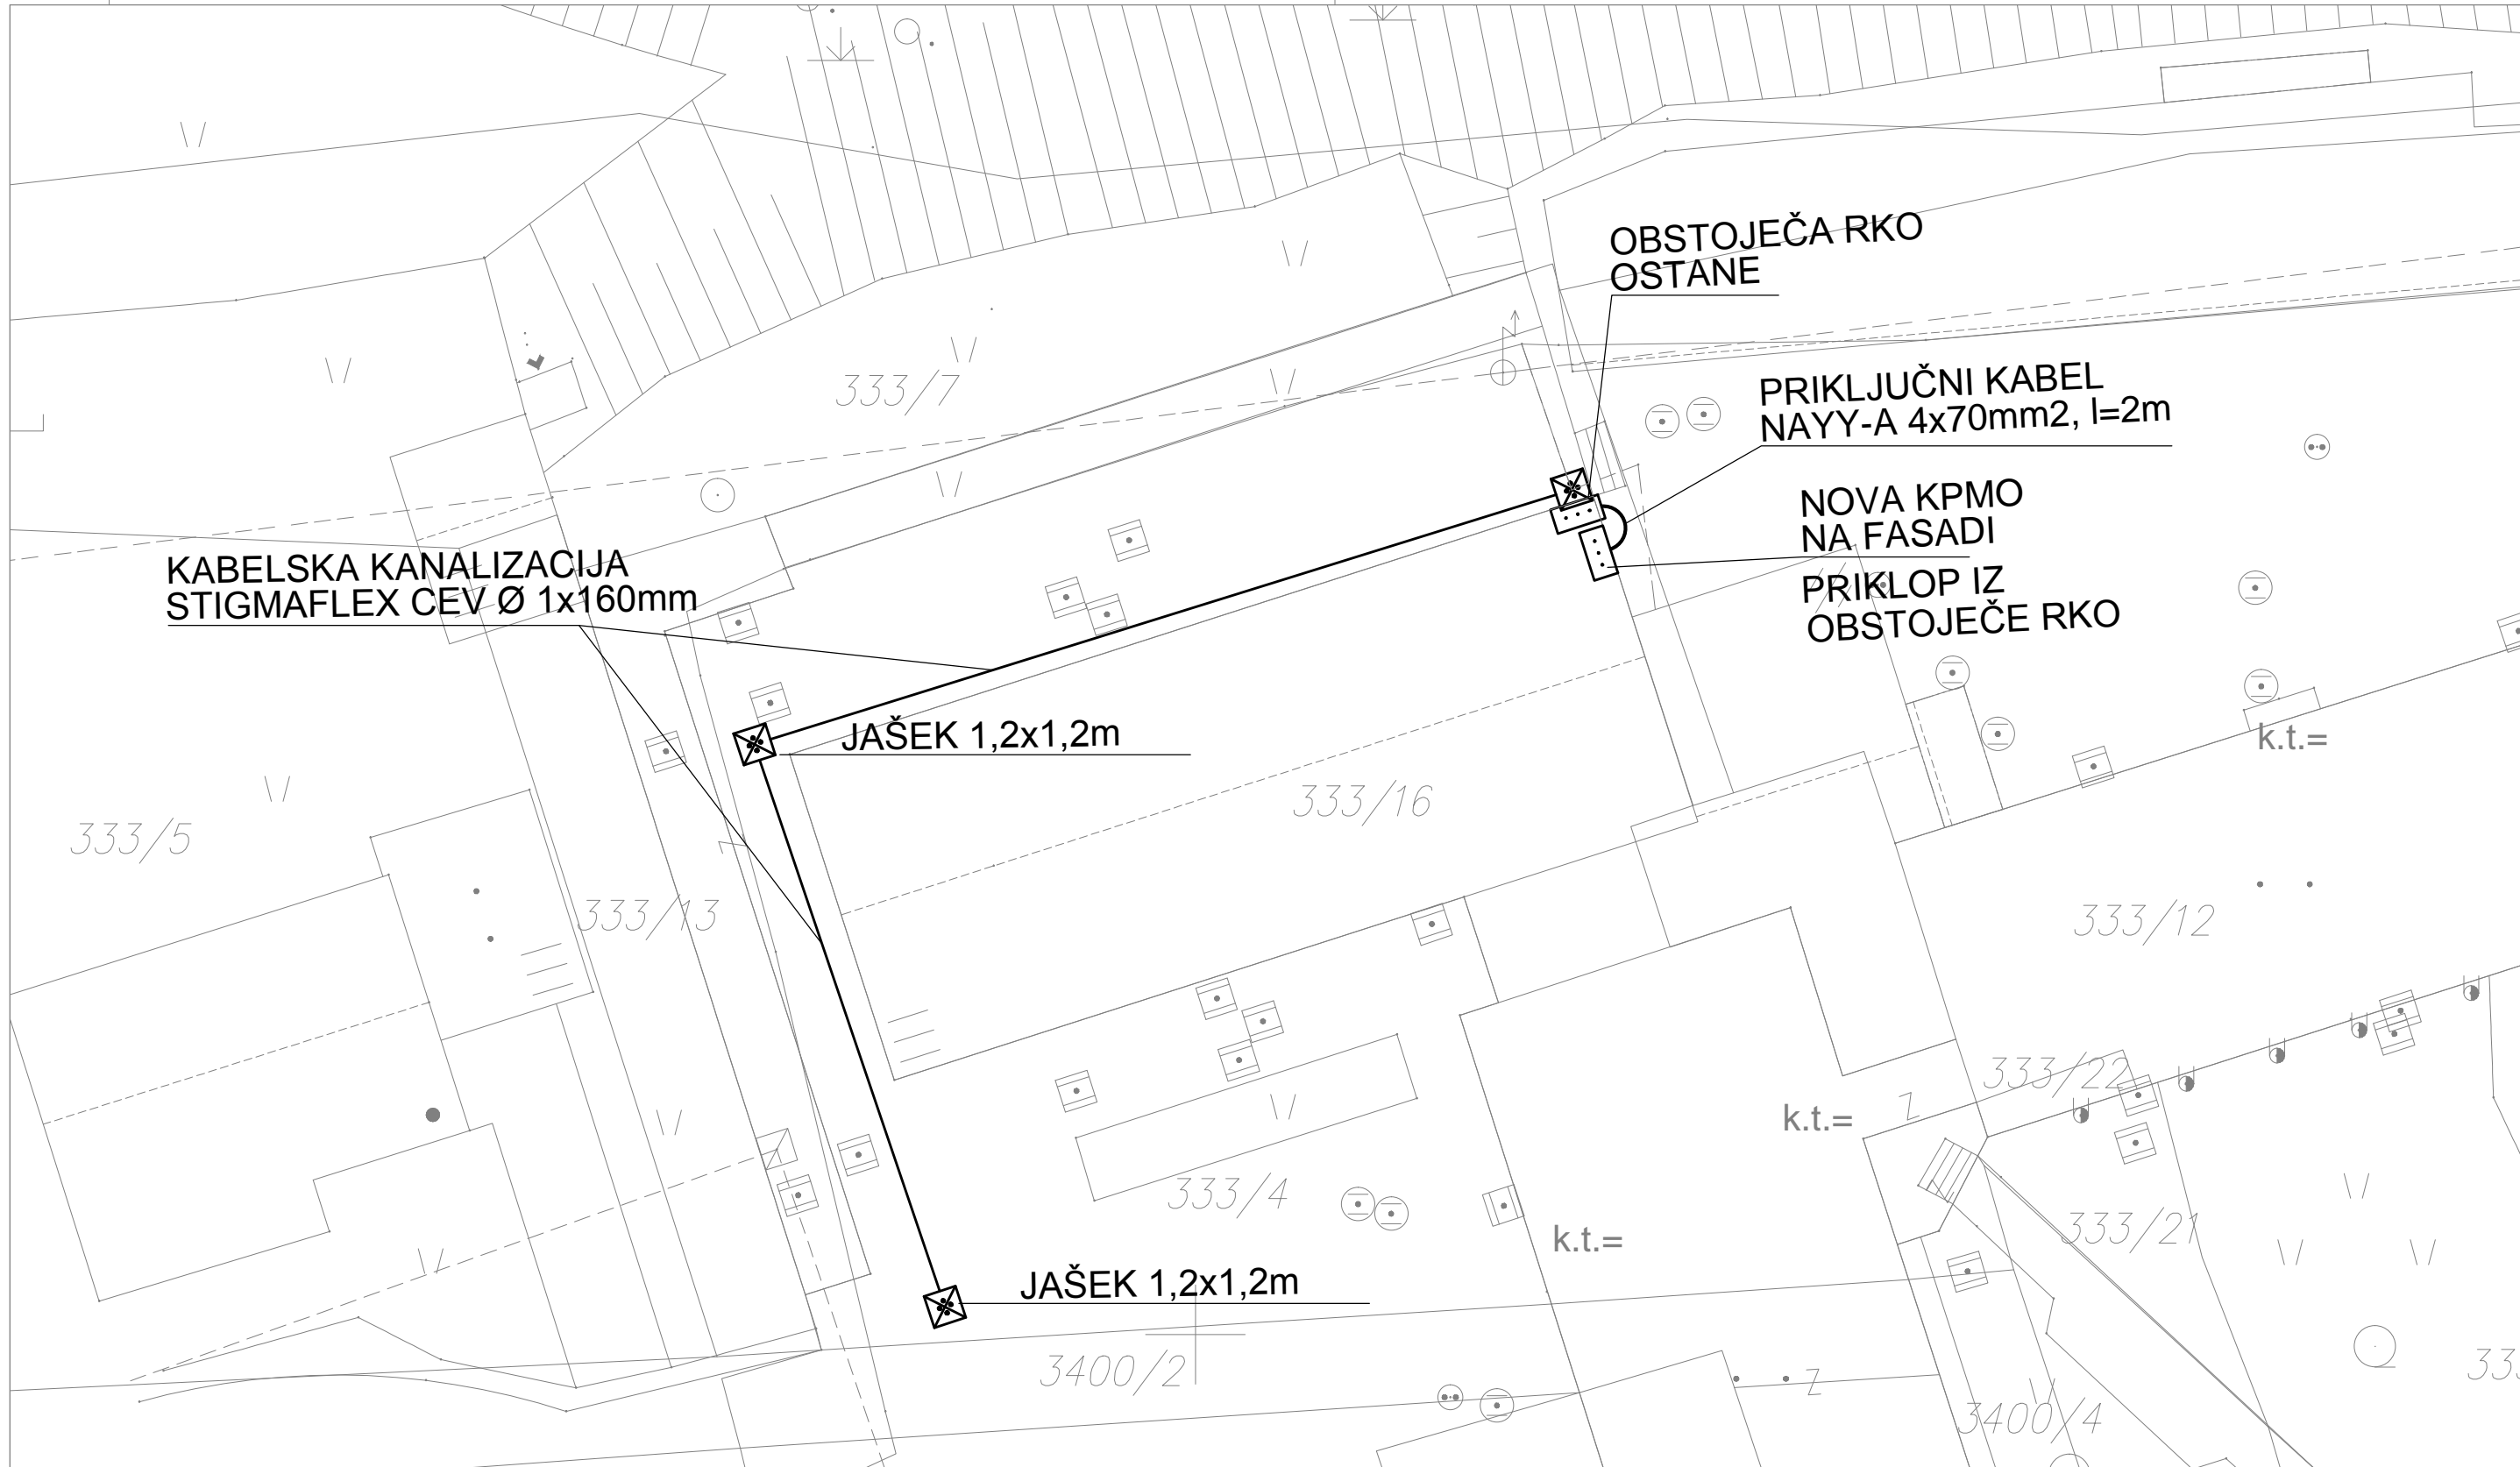 OBSTOJEČA RKO
OSTANE
333/7
PRIKLJUČNI KABEL
NAYY-A 4x70mm2, l=2m
NOVA KPMO
NA FASADI
PRIKLOP IZ
OBSTOJEČE RKO
KABELSKA KANALIZACIJA
STIGMAFLEX CEV Ø 1x160mm
JAŠEK 1,2x1,2m
k.t.=
333/16
333/5
333/13
333/12
333/22
k.t.=
333/4
333/21
k.t.=
JAŠEK 1,2x1,2m
3400/2
3400/4